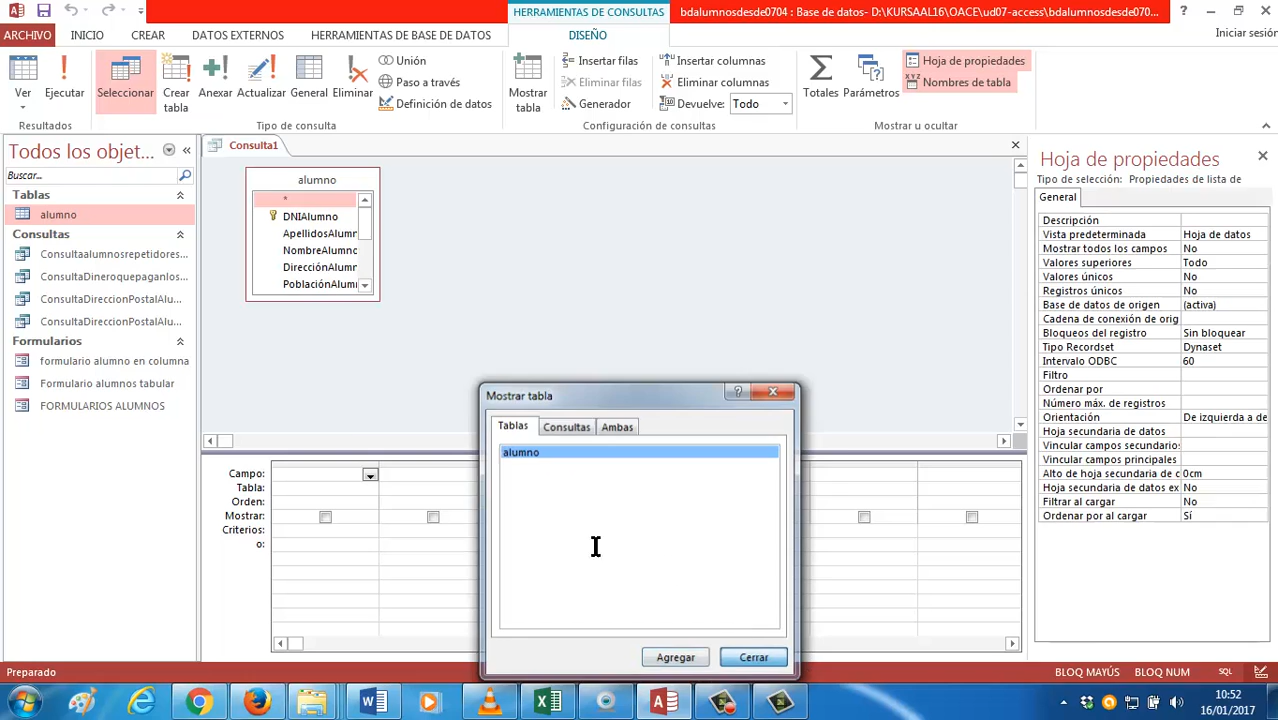 HERRAMIENTAS DE CONSULTAS
bdalumnosdesde0704 : Base de datos- D:\KURSAAL16\OACE\ud07-access\bdalumnosdesde070...
ARCHIVO INICIO CREAR DATOS EXTERNOS HERRAMIENTAS DE BASE DE DATOS DISEÑO
Iniciar sesión
Ver
Ejecutar
Seleccionar
Crear tabla
Anexar
Actualizar
General
Eliminar
Unión
Paso a través
Definición de datos
Mostrar tabla
Insertar filas
Eliminar filas
Generador
Insertar columnas
Eliminar columnas
Devuelve: Todo
Totales
Parámetros
Hoja de propiedades
Nombres de tabla
Resultados
Tipo de consulta
Configuración de consultas
Mostrar u ocultar
Todos los objet...
Buscar...
Tablas
alumno
Consultas
Consultaalumnosrepetidores...
ConsultaDineroquepaganlos...
ConsultaDireccionPostalAlu...
ConsultaDireccionPostalAlu...
Formularios
formulario alumno en columna
Formulario alumnos tabular
FORMULARIOS ALUMNOS
Consulta1
alumno
*
DNIAlumno
ApellidosAlumn
NombreAlumno
DirecciónAlumn
PoblaciónAlumn
Campo:
Tabla:
Orden:
Mostrar:
Criterios:
o:
Mostrar tabla
Tablas Consultas Ambas
alumno
Agregar Cerrar
Hoja de propiedades
Tipo de selección: Propiedades de lista de
General
Descripción
Vista predeterminada Hoja de datos
Mostrar todos los campos No
Valores superiores Todo
Valores únicos No
Registros únicos No
Base de datos de origen (activa)
Cadena de conexión de orig
Bloqueos del registro Sin bloquear
Tipo Recordset Dynaset
Intervalo ODBC 60
Filtro
Ordenar por
Número máx. de registros
Orientación De izquierda a de
Hoja secundaria de datos
Vincular campos secundarios
Vincular campos principales
Alto de hoja secundaria de c 0cm
Hoja secundaria de datos ex No
Filtrar al cargar No
Ordenar por al cargar Sí
Preparado
BLOQ MAYÚS BLOQ NUM SQL
10:52
16/01/2017